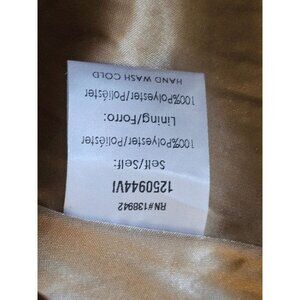 RN#138942
1250944VI
Self/Self:
100%Polyester/Poliéster
Lining/Forro:
100%Polyester/Poliéster
HAND WASH COLD